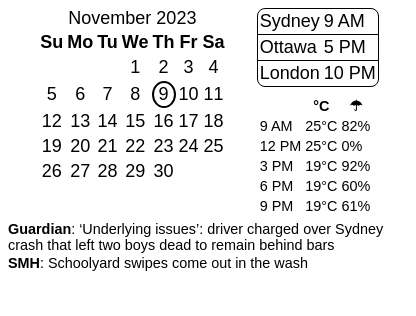 November 2023
Su Mo Tu We Th Fr Sa
1 2 3 4
5 6 7 8 9 10 11
12 13 14 15 16 17 18
19 20 21 22 23 24 25
26 27 28 29 30
Sydney 9 AM
Ottawa 5 PM
London 10 PM
°C ☂
9 AM 25°C 82%
12 PM 25°C 0%
3 PM 19°C 92%
6 PM 19°C 60%
9 PM 19°C 61%
Guardian: ‘Underlying issues’: driver charged over Sydney
crash that left two boys dead to remain behind bars
SMH: Schoolyard swipes come out in the wash